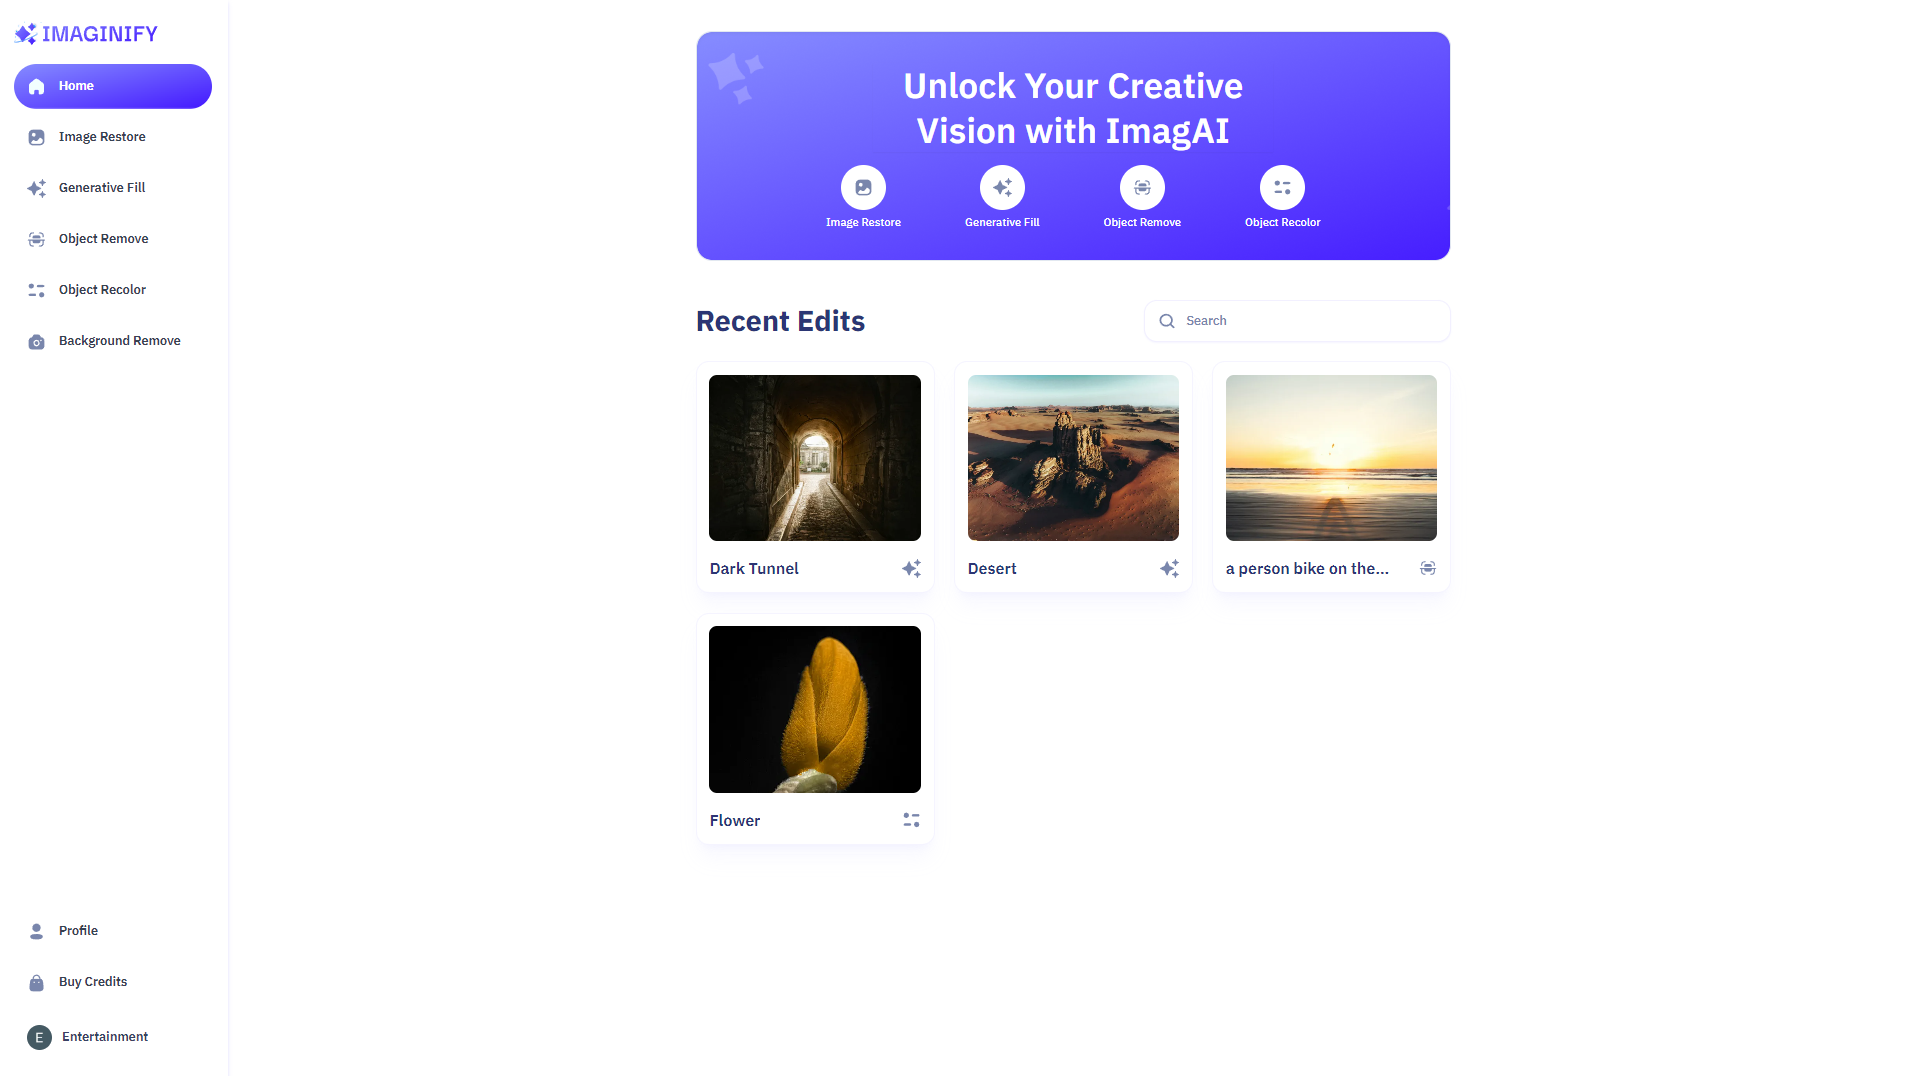 IMAGINIFY
Home
Image Restore
Generative Fill
Object Remove
Object Recolor
Background Remove
Profile
Buy Credits
E Entertainment
Unlock Your Creative
Vision with ImagAI
Image Restore
Generative Fill
Object Remove
Object Recolor
Recent Edits
Search
Dark Tunnel
Desert
a person bike on the...
Flower